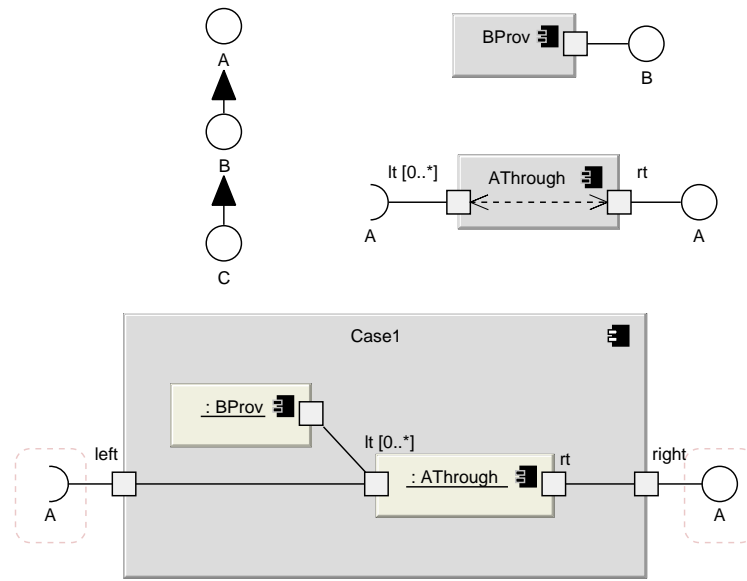 A
B
C
BProv
B
lt [0..*]
AThrough
rt
A
A
Case1
: BProv
lt [0..*]
left
: AThrough
rt
right
A
A